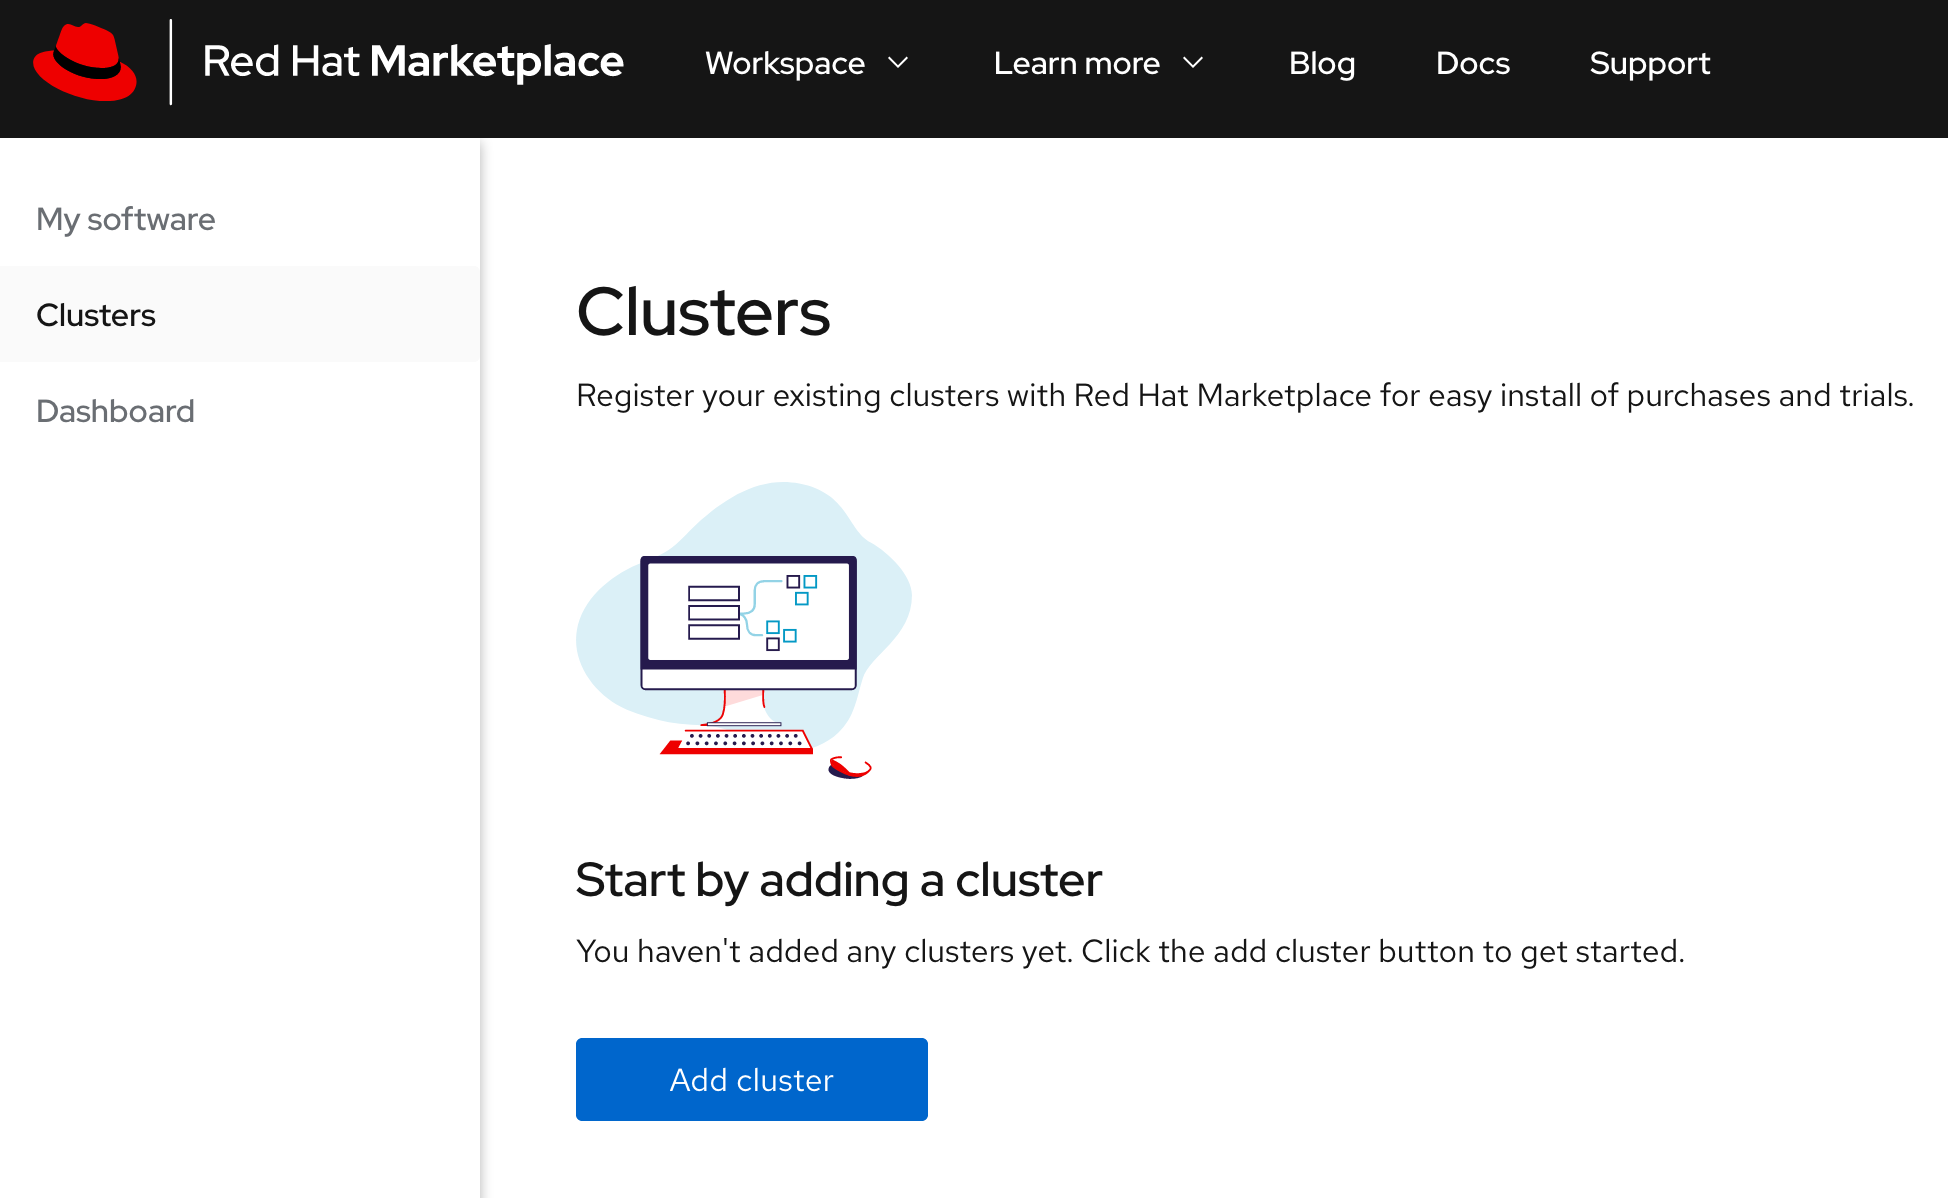 Red Hat Marketplace
Workspace
Learn more
Blog
Docs
Support
My software
Clusters
Dashboard
Clusters
Register your existing clusters with Red Hat Marketplace for easy install of purchases and trials.
Start by adding a cluster
You haven't added any clusters yet. Click the add cluster button to get started.
Add cluster